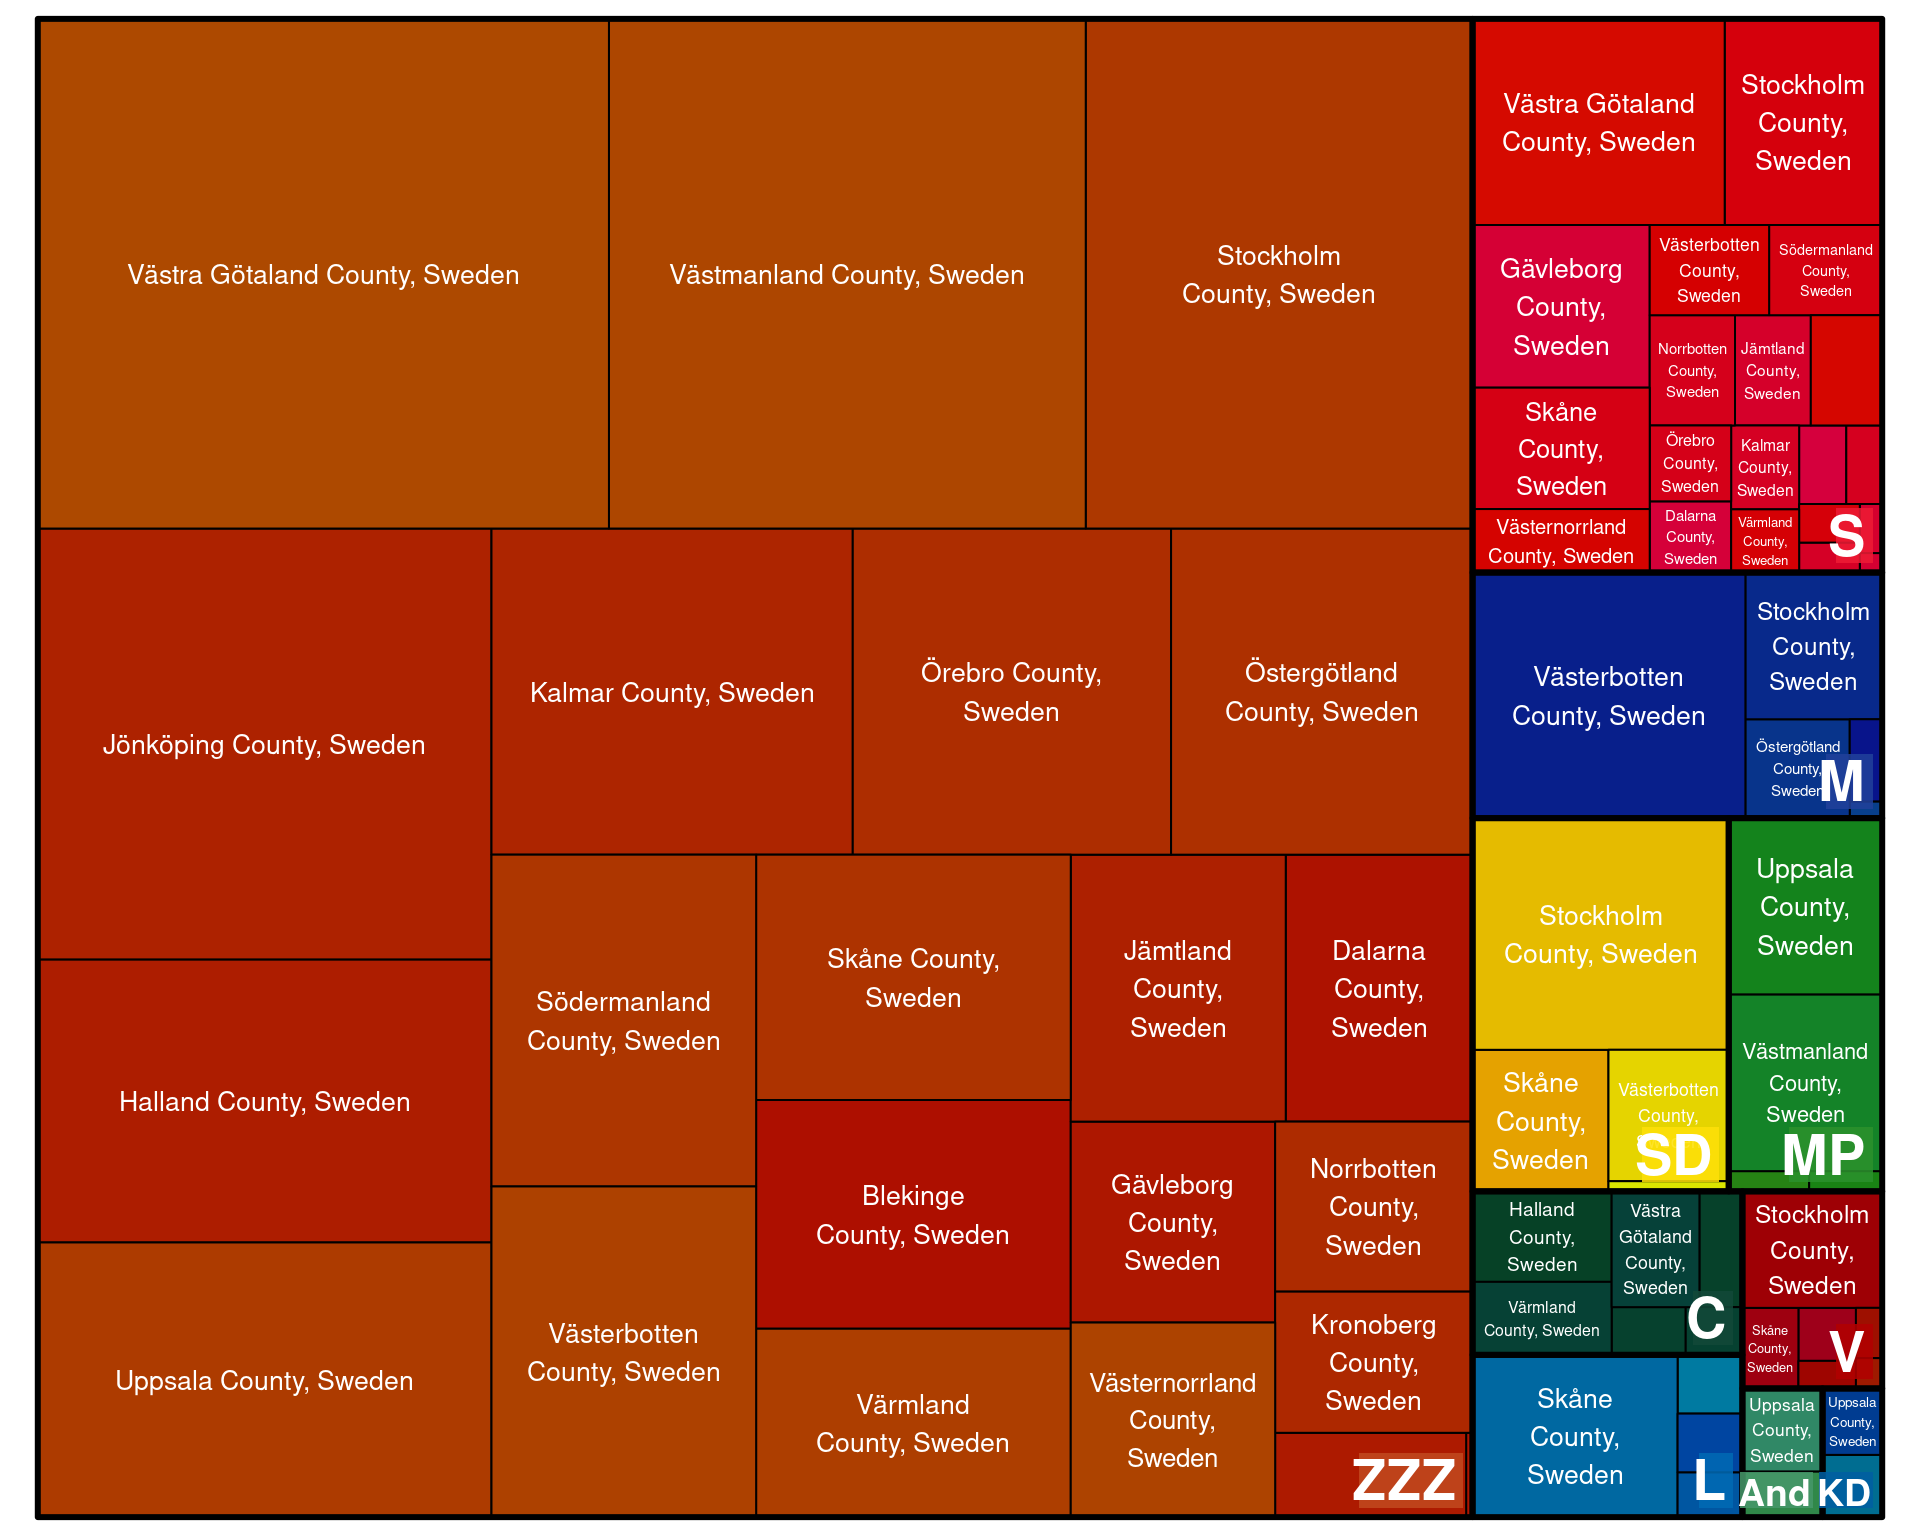 Västra Götaland County, Sweden
Västmanland County, Sweden
Stockholm
County, Sweden
Jönköping County, Sweden
Kalmar County, Sweden
Örebro County,
Sweden
Östergötland
County, Sweden
Halland County, Sweden
Uppsala County, Sweden
Södermanland
County, Sweden
Skåne County,
Sweden
Jämtland
County,
Sweden
Dalarna
County,
Sweden
Västerbotten
County, Sweden
Blekinge
County, Sweden
Värmland
County, Sweden
Gävleborg
County,
Sweden
Västernorrland
County,
Sweden
Norrbotten
County,
Sweden
Kronoberg
County,
Sweden
ZZZ
Västra Götaland
County, Sweden
Stockholm
County,
Sweden
Gävleborg
County,
Sweden
Västerbotten
County,
Sweden
Södermanland
County,
Sweden
Norrbotten
County,
Sweden
Jämtland
County,
Sweden
Skåne
County,
Sweden
Örebro
County,
Sweden
Kalmar
County,
Sweden
Västernorrland
County, Sweden
Dalarna
County,
Sweden
Värmland
County,
Sweden
S
Västerbotten
County, Sweden
Stockholm
County,
Sweden
Östergötland
County,
Sweden
M
Stockholm
County, Sweden
Skåne
County,
Sweden
Västerbotten
County,
SD
Uppsala
County,
Sweden
Västmanland
County,
Sweden
MP
Halland
County,
Sweden
Västra
Götaland
County,
Sweden
Värmland
County, Sweden
C
Stockholm
County,
Sweden
Skåne
County,
Sweden
V
Skåne
County,
Sweden
L
Uppsala
County,
Sweden
And
Uppsala
County,
Sweden
KD